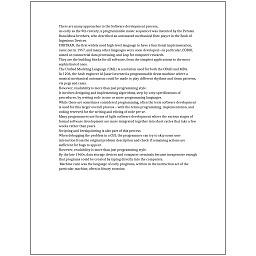 There are many approaches to the Software development process,
as early as the 9th century, a programmable music sequencer was invented by the Persian
Banu Musa brothers, who described an automated mechanical flute player in the Book of
Ingenious Devices.
FORTRAN, the first widely used high-level language to have a functional implementation,
came out in 1957, and many other languages were soon developed—in particular, COBOL
aimed at commercial data processing, and Lisp for computer research.
They are the building blocks for all software, from the simplest applications to the most
sophisticated ones.
The Unified Modeling Language (UML) is a notation used for both the OOAD and MDA.
In 1206, the Arab engineer Al-Jazari invented a programmable drum machine where a
musical mechanical automaton could be made to play different rhythms and drum patterns,
via pegs and cams.
However, readability is more than just programming style.
It involves designing and implementing algorithms, step-by-step specifications of
procedures, by writing code in one or more programming languages.
While these are sometimes considered programming, often the term software development
is used for this larger overall process – with the terms programming, implementation, and
coding reserved for the writing and editing of code per se.
Many programmers use forms of Agile software development where the various stages of
formal software development are more integrated together into short cycles that take a few
weeks rather than years.
Scripting and breakpointing is also part of this process.
When debugging the problem in a GUI, the programmer can try to skip some user
interaction from the original problem description and check if remaining actions are
sufficient for bugs to appear.
However, readability is more than just programming style.
By the late 1960s, data storage devices and computer terminals became inexpensive enough
that programs could be created by typing directly into the computers.
Machine code was the language of early programs, written in the instruction set of the
particular machine, often in binary notation.